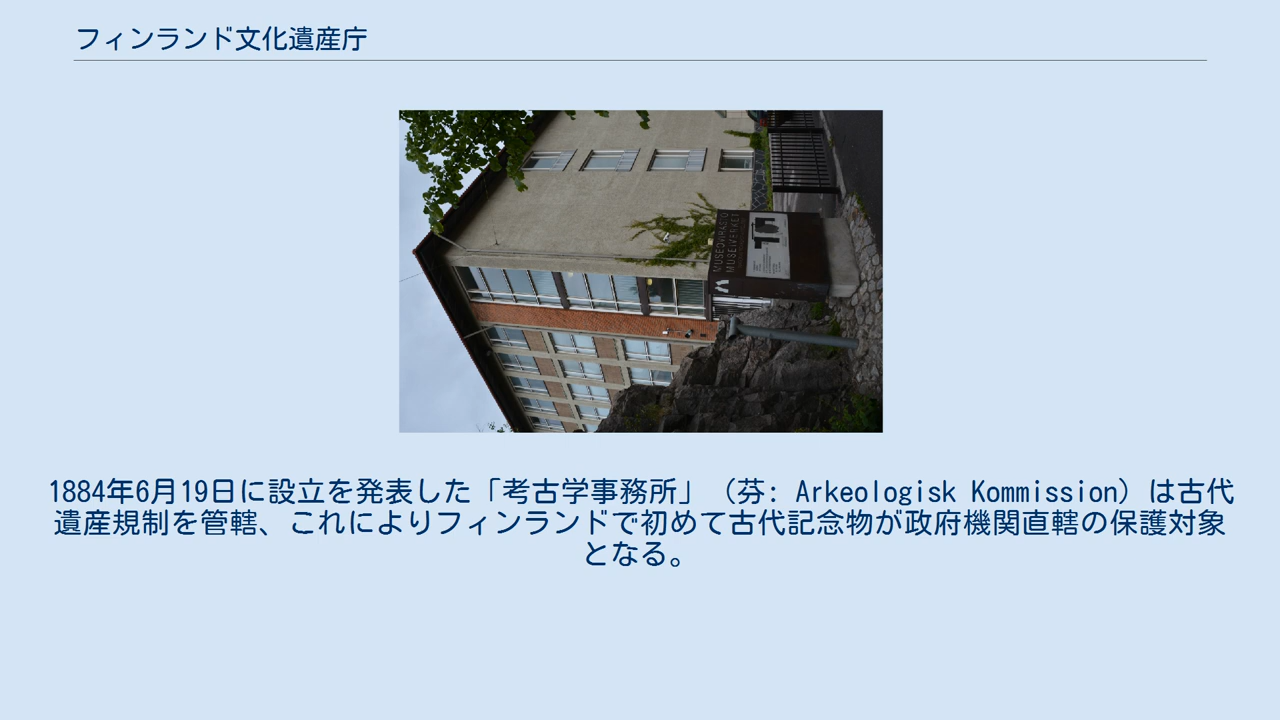 フィンランド文化遺産庁
MUSEOVIRASTO
MUSEIVERKET
1884年6月19日に設立を発表した「考古学事務所」（芬: Arkeologisk Kommission）は古代
遺産規制を管轄、これによりフィンランドで初めて古代記念物が政府機関直轄の保護対象
となる。